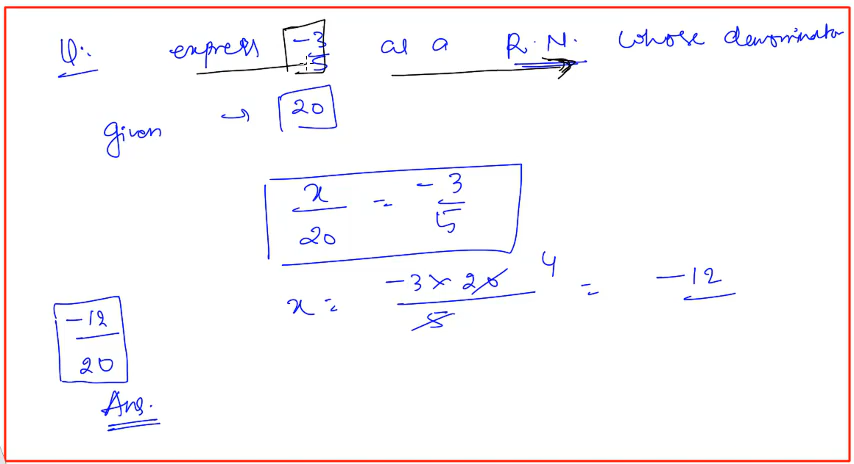 Q:. express -3/5 as a R.N. whose denominator
given → 20
x/20 = -3/5
x = -3 × 20/5 4 = -12
-12/20
Ans.